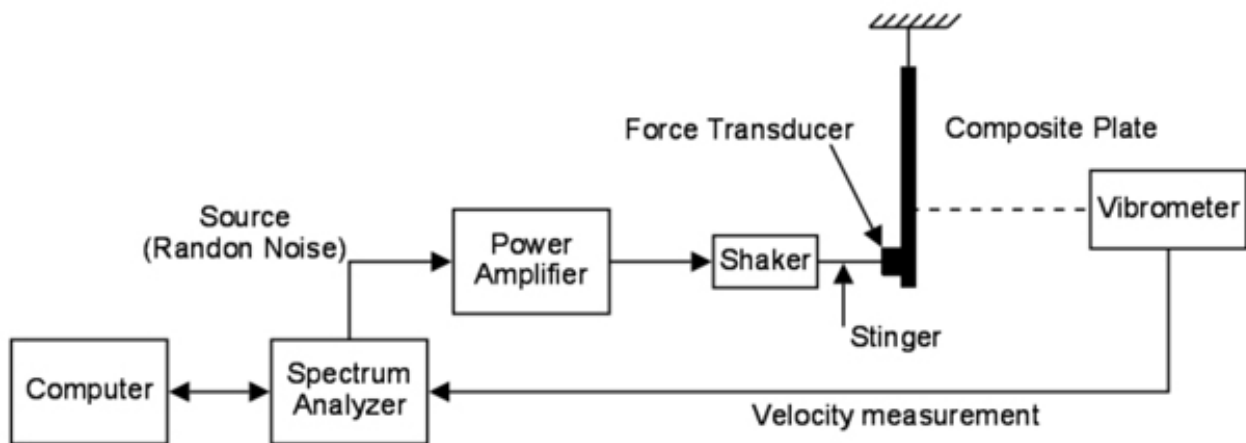 Force Transducer
Composite Plate
Source
(Randon Noise)
Power
Amplifier
Shaker
Vibrometer
Stinger
Computer
Spectrum
Analyzer
Velocity measurement